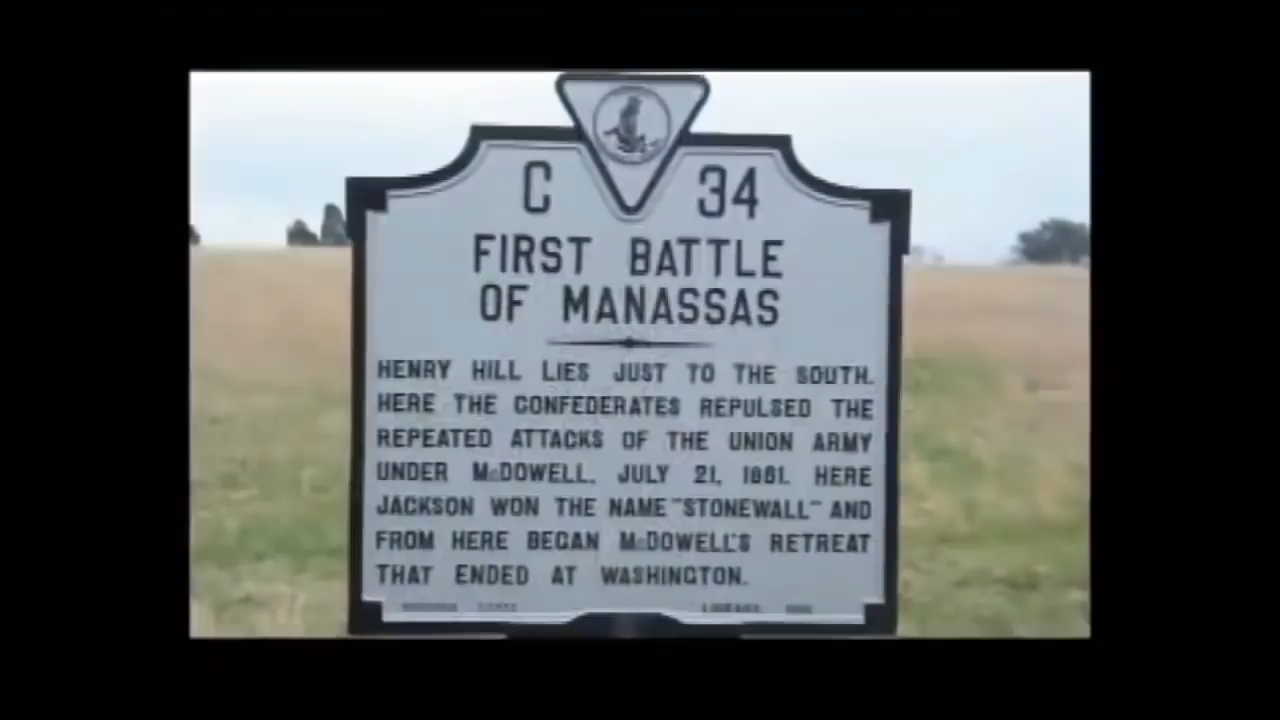 C 34
FIRST BATTLE
OF MANASSAS
HENRY HILL LIES JUST TO THE SOUTH.
HERE THE CONFEDERATES REPULSED THE
REPEATED ATTACKS OF THE UNION ARMY
UNDER McDOWELL, JULY 21, 1861. HERE
JACKSON WON THE NAME "STONEWALL" AND
FROM HERE BEGAN McDOWELL'S RETREAT
THAT ENDED AT WASHINGTON.